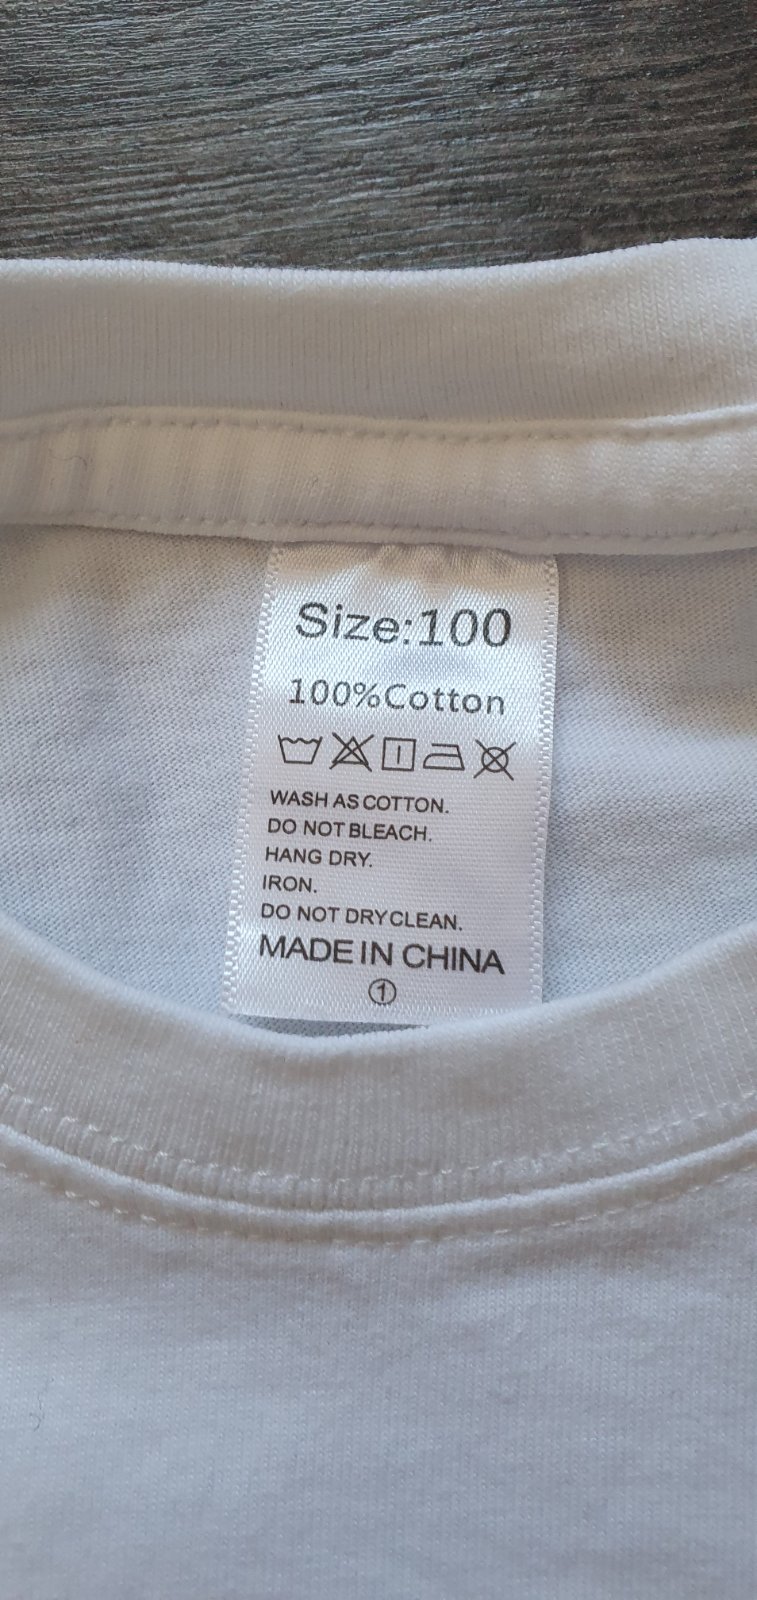 Size:100
100%Cotton
WASH AS COTTON.
DO NOT BLEACH.
HANG DRY.
IRON.
DO NOT DRYCLEAN.
MADE IN CHINA
①